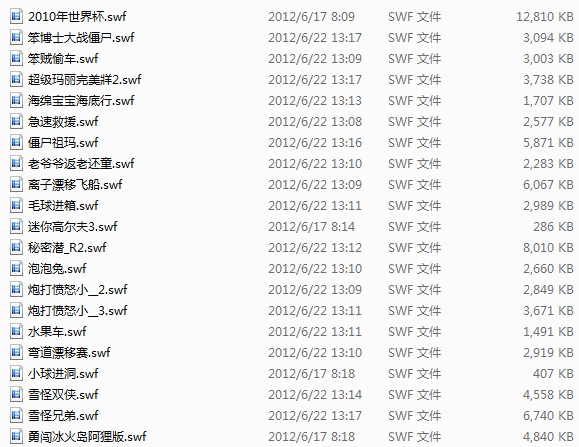 2010年世界杯.swf 2012/6/17 8:09 SWF 文件 12,810 KB
笨博士大战僵尸.swf 2012/6/22 13:17 SWF 文件 3,094 KB
笨贼偷车.swf 2012/6/22 13:09 SWF 文件 3,003 KB
超级玛丽完美牂2.swf 2012/6/22 13:17 SWF 文件 3,738 KB
海绵宝宝海底行.swf 2012/6/22 13:13 SWF 文件 1,707 KB
急速救援.swf 2012/6/22 13:08 SWF 文件 2,577 KB
僵尸祖玛.swf 2012/6/22 13:16 SWF 文件 5,871 KB
老爷爷返老还童.swf 2012/6/22 13:10 SWF 文件 2,283 KB
离子漂移飞船.swf 2012/6/22 13:09 SWF 文件 6,067 KB
毛球进箱.swf 2012/6/22 13:11 SWF 文件 2,989 KB
迷你高尔夫3.swf 2012/6/17 8:14 SWF 文件 286 KB
秘密潜_R2.swf 2012/6/22 13:12 SWF 文件 8,010 KB
泡泡兔.swf 2012/6/22 13:10 SWF 文件 2,660 KB
炮打愤怒小__2.swf 2012/6/22 13:09 SWF 文件 2,849 KB
炮打愤怒小__3.swf 2012/6/22 13:11 SWF 文件 3,671 KB
水果车.swf 2012/6/22 13:11 SWF 文件 1,491 KB
弯道漂移赛.swf 2012/6/22 13:10 SWF 文件 2,919 KB
小球进洞.swf 2012/6/17 8:18 SWF 文件 407 KB
雪怪双侠.swf 2012/6/22 13:14 SWF 文件 4,558 KB
雪怪兄弟.swf 2012/6/22 13:17 SWF 文件 6,740 KB
勇闯冰火岛阿狸版.swf 2012/6/17 8:18 SWF 文件 4,840 KB